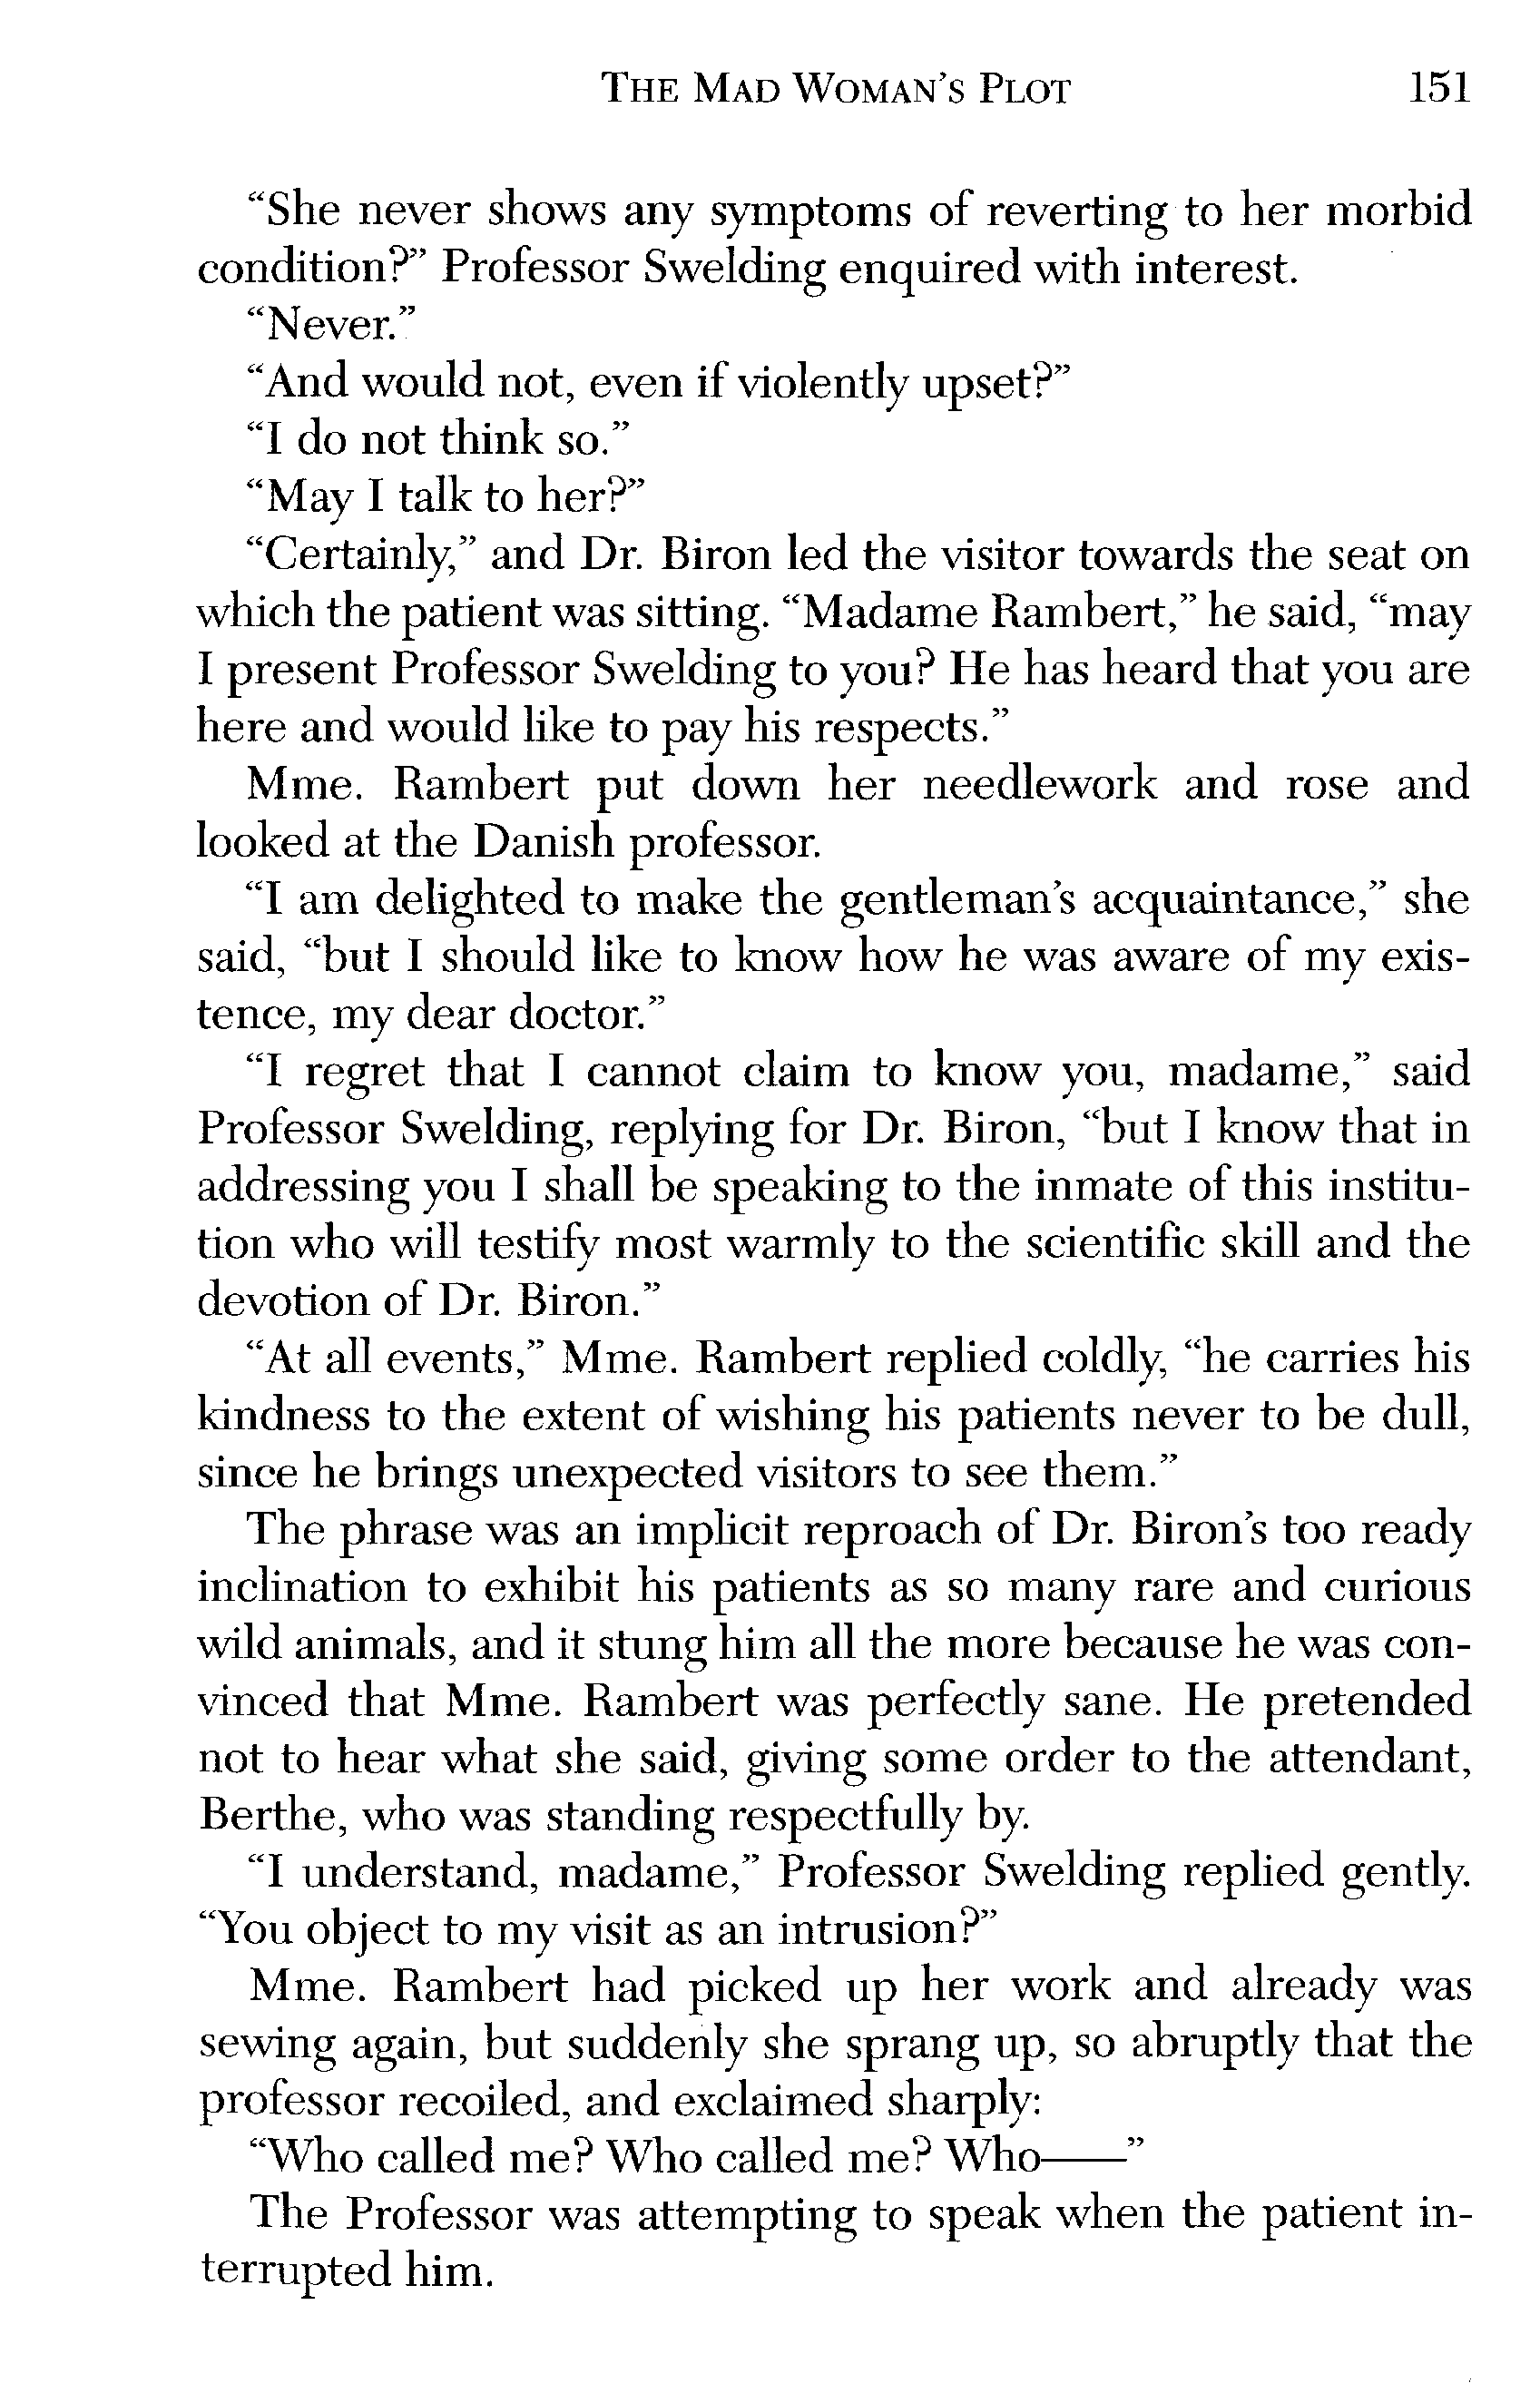 THE MAD WOMAN'S PLOT 151
“She never shows any symptoms of reverting to her morbid
condition?” Professor Swelding enquired with interest.
“Never.”
“And would not, even if violently upset?”
“I do not think so.”
“May I talk to her?”
“Certainly,” and Dr. Biron led the visitor towards the seat on
which the patient was sitting. “Madame Rambert,” he said, “may
I present Professor Swelding to you? He has heard that you are
here and would like to pay his respects.”
Mme. Rambert put down her needlework and rose and
looked at the Danish professor.
“I am delighted to make the gentleman’s acquaintance,” she
said, “but I should like to know how he was aware of my exis-
tence, my dear doctor.”
“I regret that I cannot claim to know you, madame,” said
Professor Swelding, replying for Dr. Biron, “but I know that in
addressing you I shall be speaking to the inmate of this institu-
tion who will testify most warmly to the scientific skill and the
devotion of Dr. Biron.”
“At all events,” Mme. Rambert replied coldly, “he carries his
kindness to the extent of wishing his patients never to be dull,
since he brings unexpected visitors to see them.”
The phrase was an implicit reproach of Dr. Biron’s too ready
inclination to exhibit his patients as so many rare and curious
wild animals, and it stung him all the more because he was con-
vinced that Mme. Rambert was perfectly sane. He pretended
not to hear what she said, giving some order to the attendant,
Berthe, who was standing respectfully by.
“I understand, madame,” Professor Swelding replied gently.
“You object to my visit as an intrusion?”
Mme. Rambert had picked up her work and already was
sewing again, but suddenly she sprang up, so abruptly that the
professor recoiled, and exclaimed sharply:
“Who called me? Who called me? Who——”
The Professor was attempting to speak when the patient in-
terrupted him.